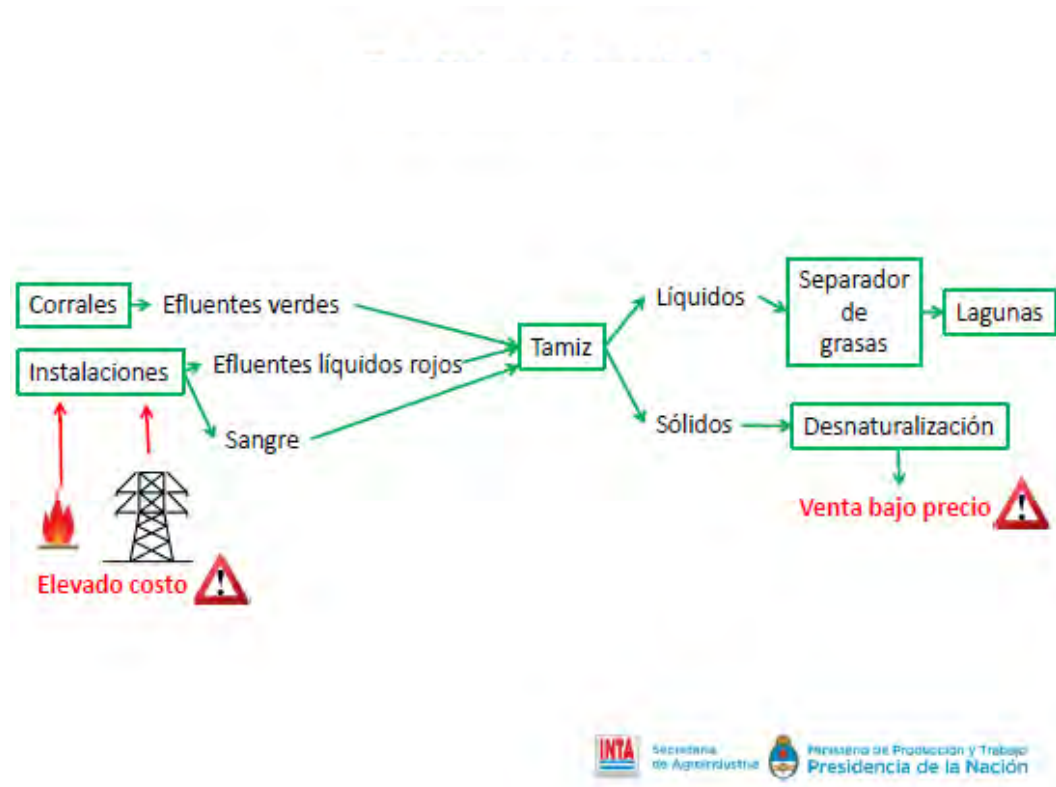 Corrales
Efluentes verdes
Instalaciones
Efluentes líquidos rojos
Sangre
Elevado costo
Tamiz
Líquidos
Separador
de
grasas
Lagunas
Sólidos
Desnaturalización
Venta bajo precio
INTA
Secretaría
de Agroindustria
Ministerio de Producción y Trabajo
Presidencia de la Nación